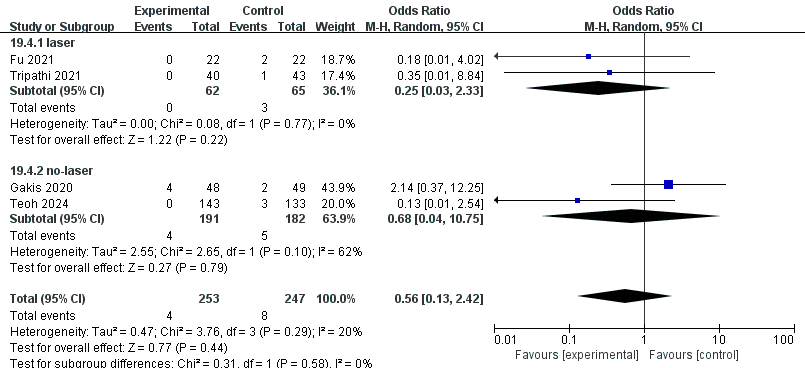 Experimental Control Odds Ratio Odds Ratio
Study or Subgroup Events Total Events Total Weight M-H, Random, 95% CI M-H, Random, 95% CI
19.4.1 laser
Fu 2021 0 22 2 22 18.7% 0.18 [0.01, 4.02]
Tripathi 2021 0 40 1 43 17.4% 0.35 [0.01, 8.84]
Subtotal (95% CI) 62 65 36.1% 0.25 [0.03, 2.33]
Total events 0 3
Heterogeneity: Tau² = 0.00; Chi² = 0.08, df = 1 (P = 0.77); I² = 0%
Test for overall effect: Z = 1.22 (P = 0.22)
19.4.2 no-laser
Gakis 2020 4 48 2 49 43.9% 2.14 [0.37, 12.25]
Teoh 2024 0 143 3 133 20.0% 0.13 [0.01, 2.54]
Subtotal (95% CI) 191 182 63.9% 0.68 [0.04, 10.75]
Total events 4 5
Heterogeneity: Tau² = 2.55; Chi² = 2.65, df = 1 (P = 0.10); I² = 62%
Test for overall effect: Z = 0.27 (P = 0.79)
Total (95% CI) 253 247 100.0% 0.56 [0.13, 2.42]
Total events 4 8
Heterogeneity: Tau² = 0.47; Chi² = 3.76, df = 3 (P = 0.29); I² = 20%
Test for overall effect: Z = 0.77 (P = 0.44)
Test for subgroup differences: Chi² = 0.31, df = 1 (P = 0.58), I² = 0%
0.01 0.1 1 10 100
Favours [experimental] Favours [control]